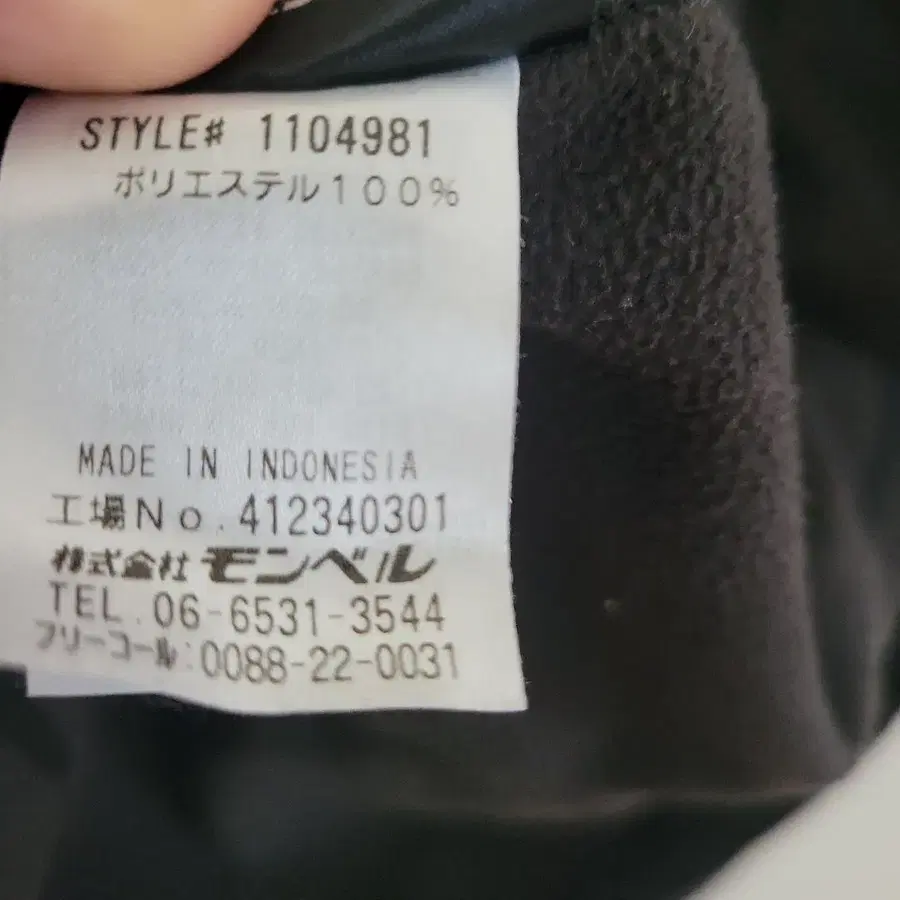 STYLE# 1104981
ポリエステル100%
MADE IN INDONESIA
工場No.412340301
株式会社 モンベル
TEL.06-6531-3544
フリーコール:0088-22-0031